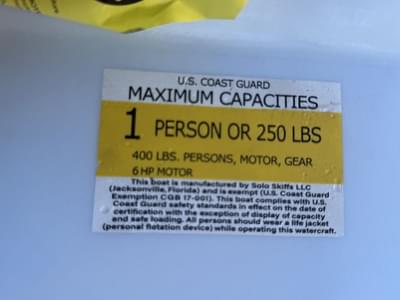 U.S. COAST GUARD
MAXIMUM CAPACITIES
1 PERSON OR 250 LBS
400 LBS. PERSONS, MOTOR, GEAR
6 HP MOTOR
This boat is manufactured by Solo Skiffs LLC
(Jacksonville, Florida) and is exempt (U.S. Coast Guard
Exemption CGB 17-001). This boat complies with U.S.
Coast Guard safety standards in effect on the date of
certification with the exception of display of capacity
and safe loading. All persons should wear a life jacket
(personal flotation device) while operating this watercraft.